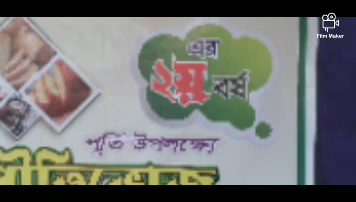 এর
২য়
বর্ষ
পূর্তি উপলক্ষ্যে
প্রীতিভোজ
Film Maker